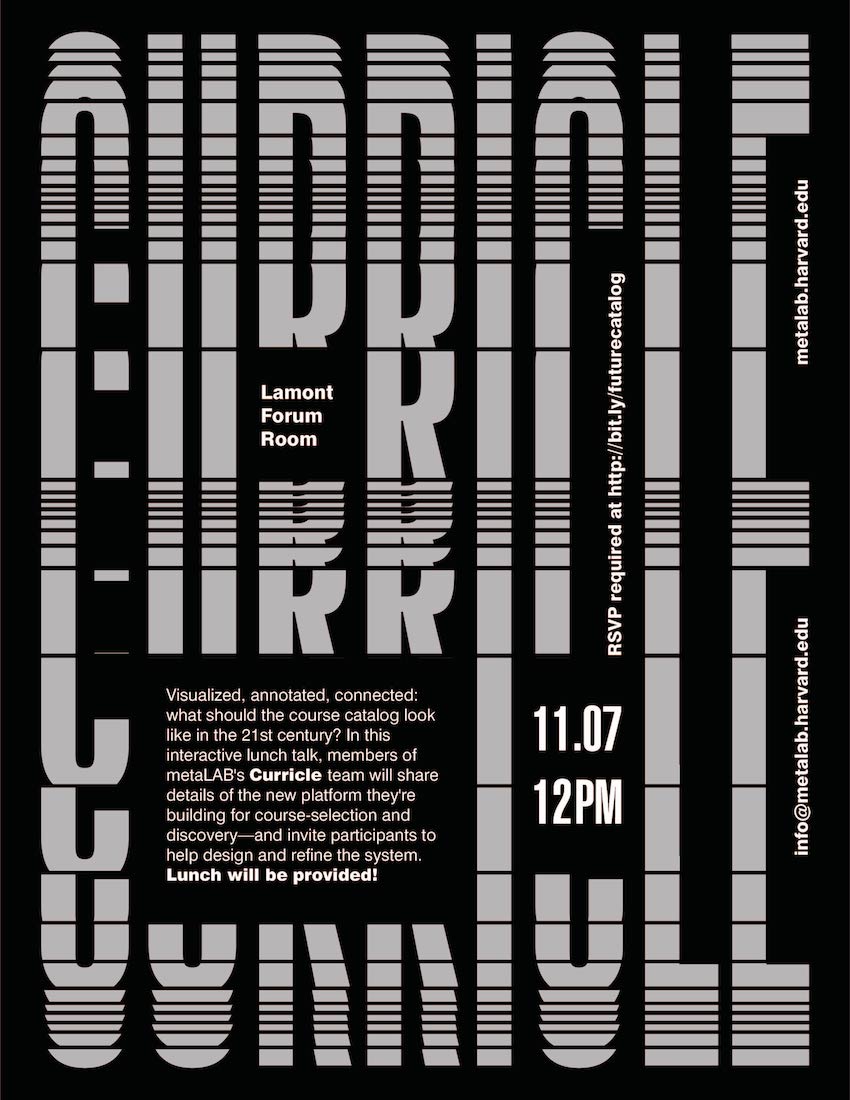 CURRICLE
Lamont
Forum
Room
RSVP required at http://bit.ly/futurecatalog
metalab.harvard.edu
Visualized, annotated, connected:
what should the course catalog look
like in the 21st century? In this
interactive lunch talk, members of
metaLAB's Curricle team will share
details of the new platform they're
building for course-selection and
discovery—and invite participants to
help design and refine the system.
Lunch will be provided!
11.07
12PM
info@metalab.harvard.edu